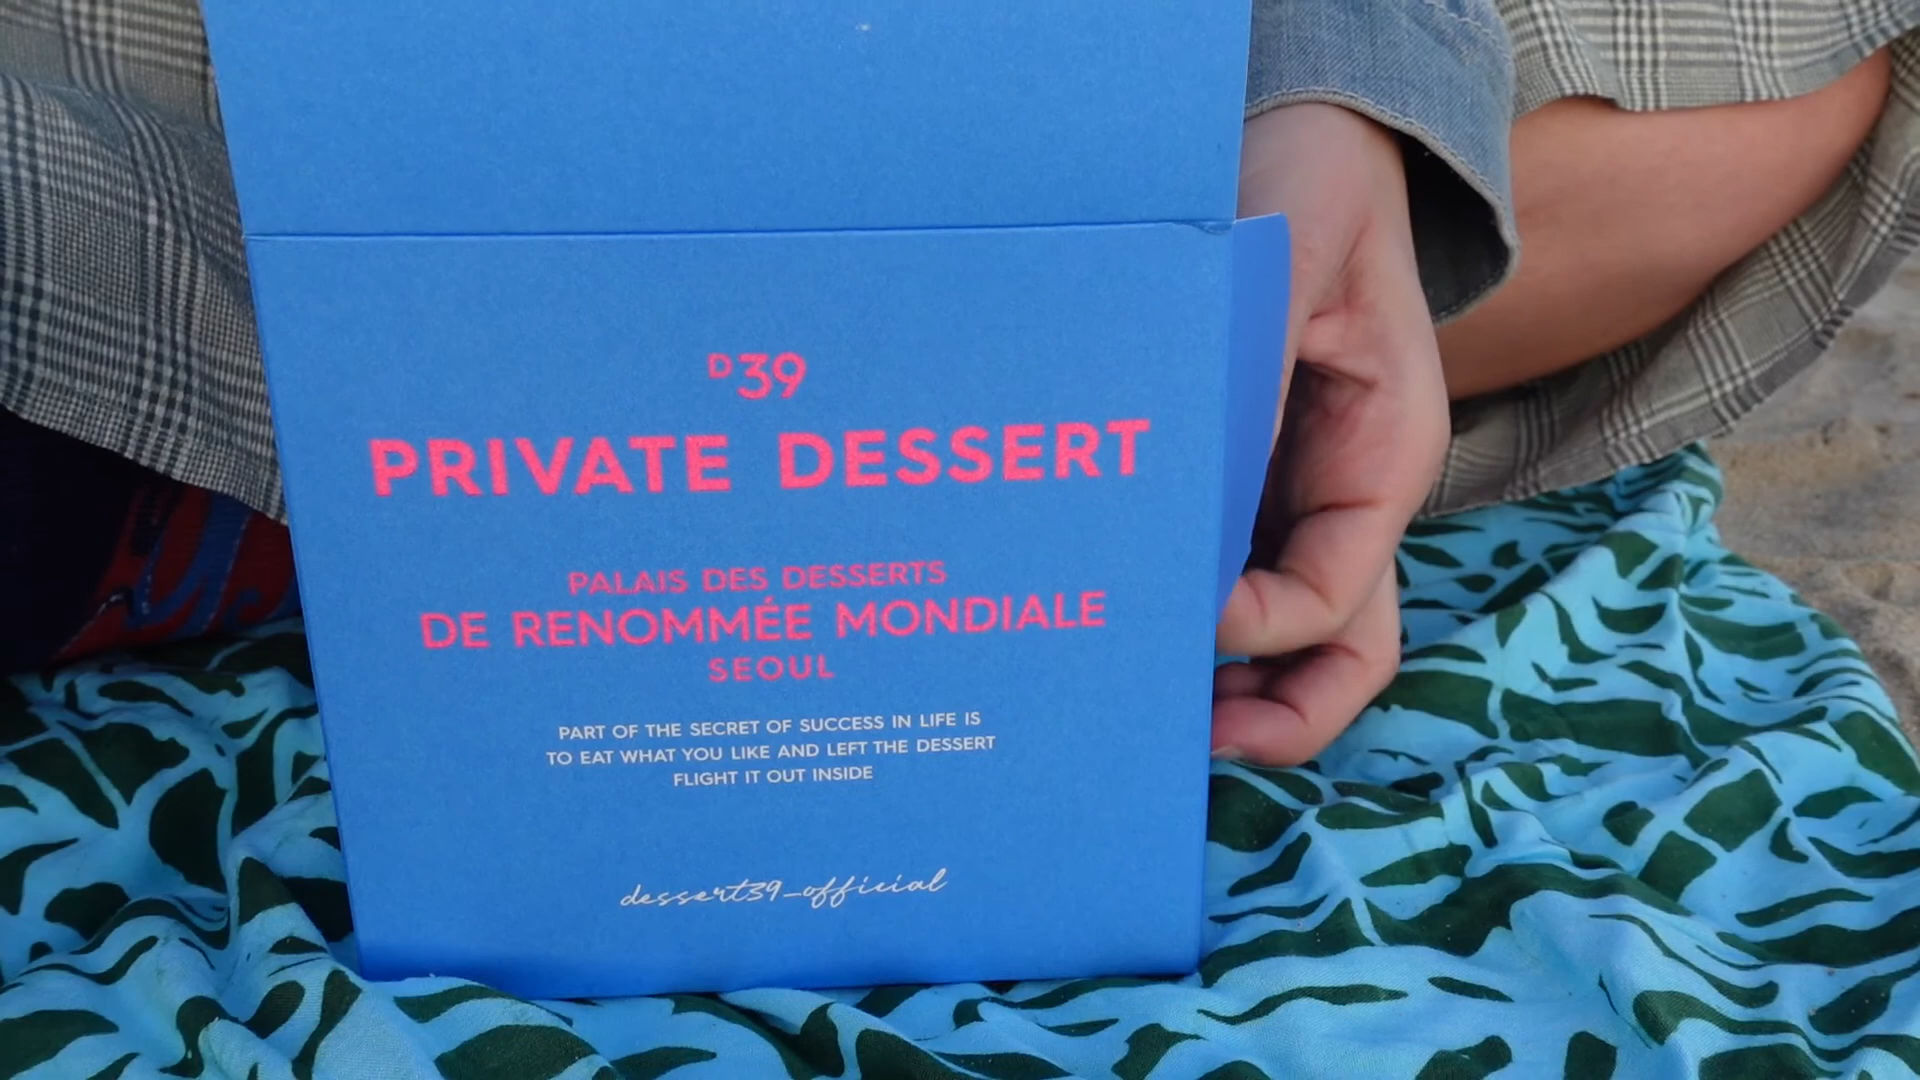 D39
PRIVATE DESSERT
PALAIS DES DESSERTS
DE RENOMMÉE MONDIALE
SEOUL
PART OF THE SECRET OF SUCCESS IN LIFE IS
TO EAT WHAT YOU LIKE AND LEFT THE DESSERT
FLIGHT IT OUT INSIDE
dessert39_official